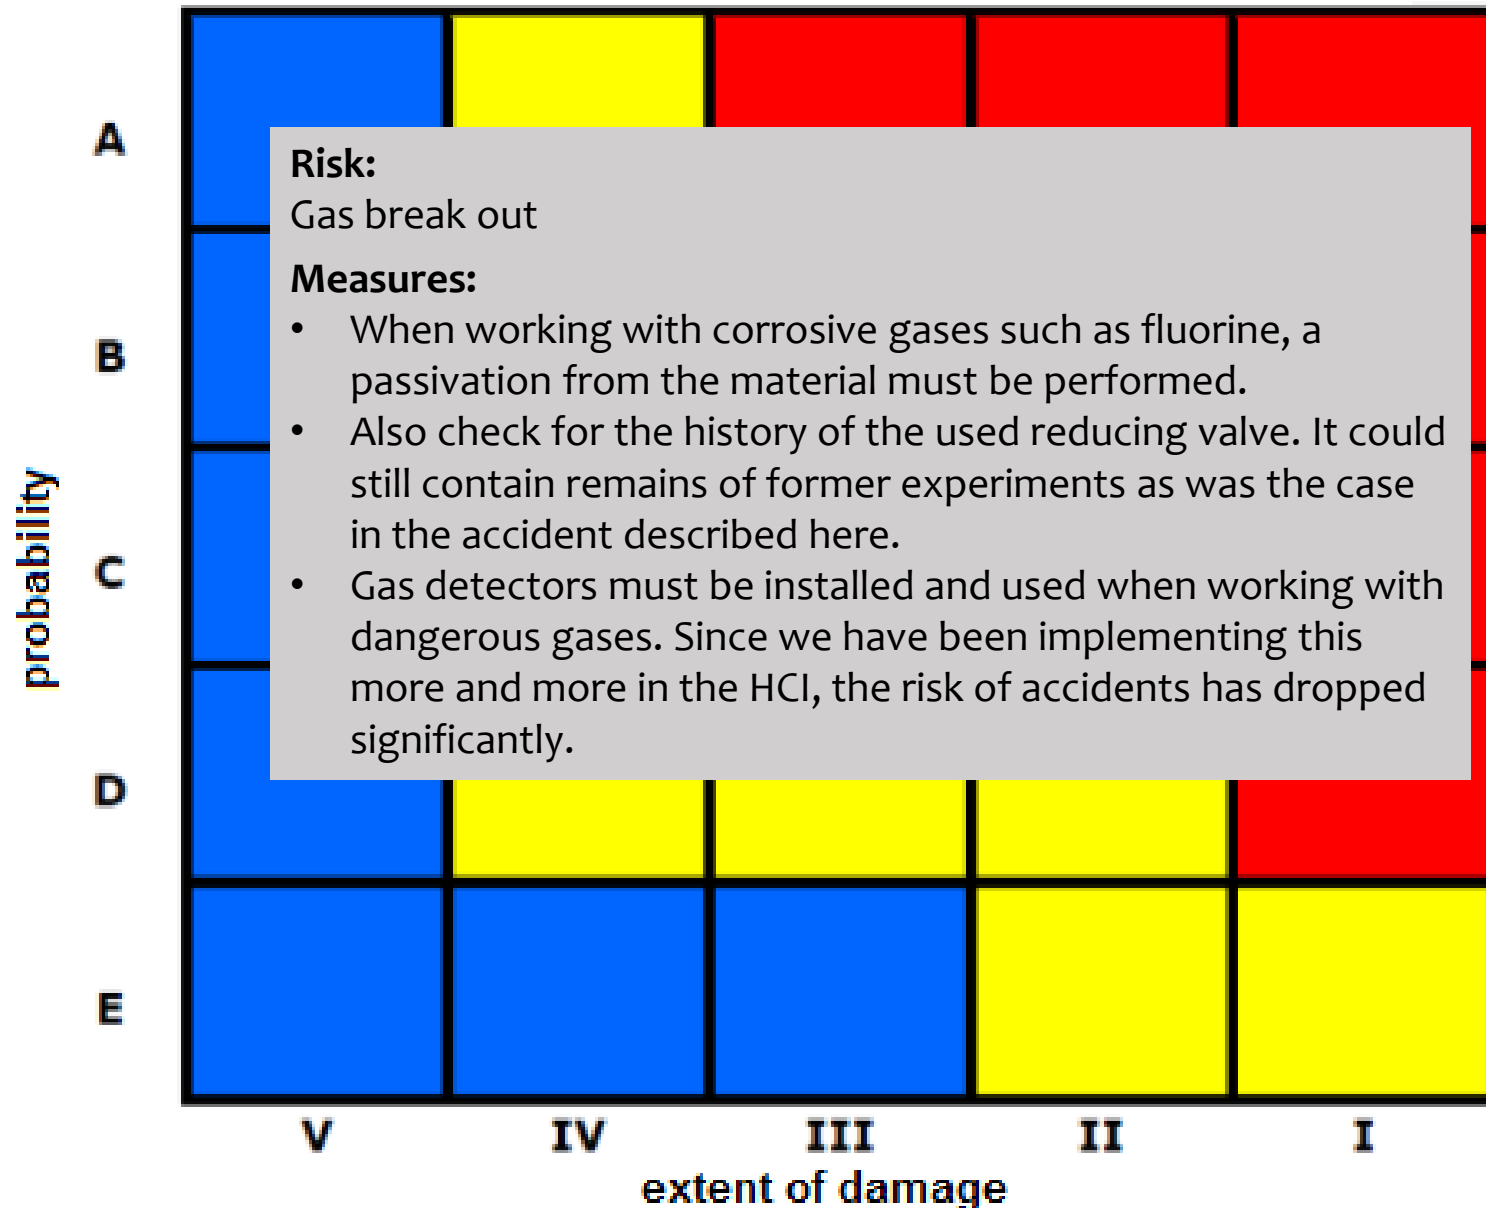 A
Risk:
Gas break out
Measures:
• When working with corrosive gases such as fluorine, a
passivation from the material must be performed.
• Also check for the history of the used reducing valve. It could
still contain remains of former experiments as was the case
in the accident described here.
• Gas detectors must be installed and used when working with
dangerous gases. Since we have been implementing this
more and more in the HCI, the risk of accidents has dropped
significantly.
B
C
D
E
probability
V IV III II I
extent of damage